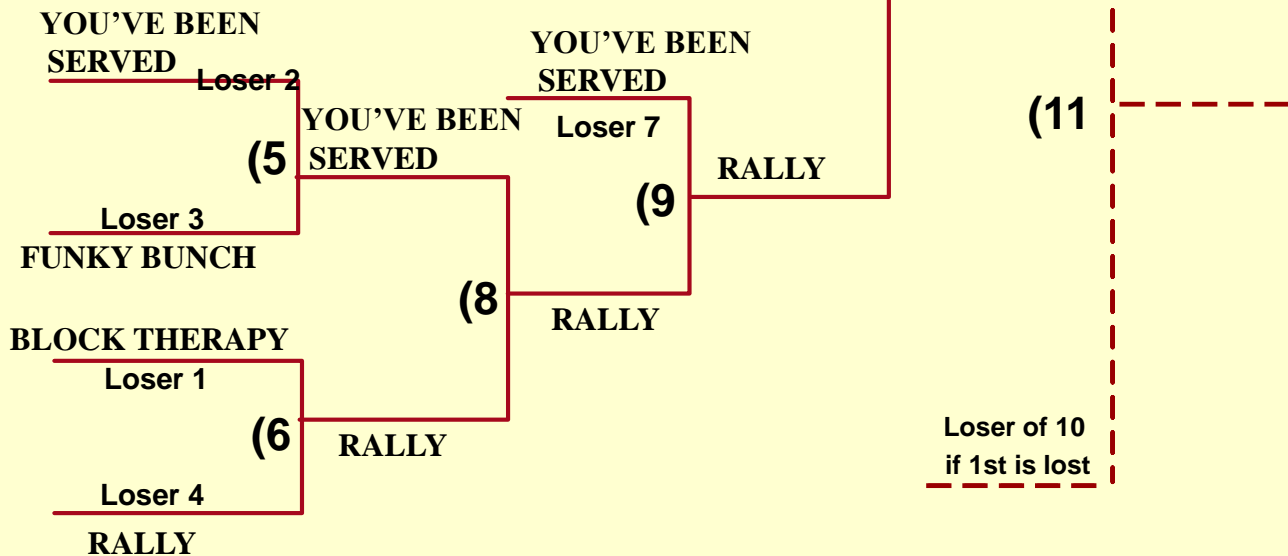 YOU’VE BEEN
SERVED
Loser 2
(5
Loser 3
FUNKY BUNCH
BLOCK THERAPY
Loser 1
(6
Loser 4
RALLY
YOU’VE BEEN
SERVED
(8
RALLY
YOU’VE BEEN
SERVED
Loser 7
(9
RALLY
RALLY
(11
Loser of 10
if 1st is lost